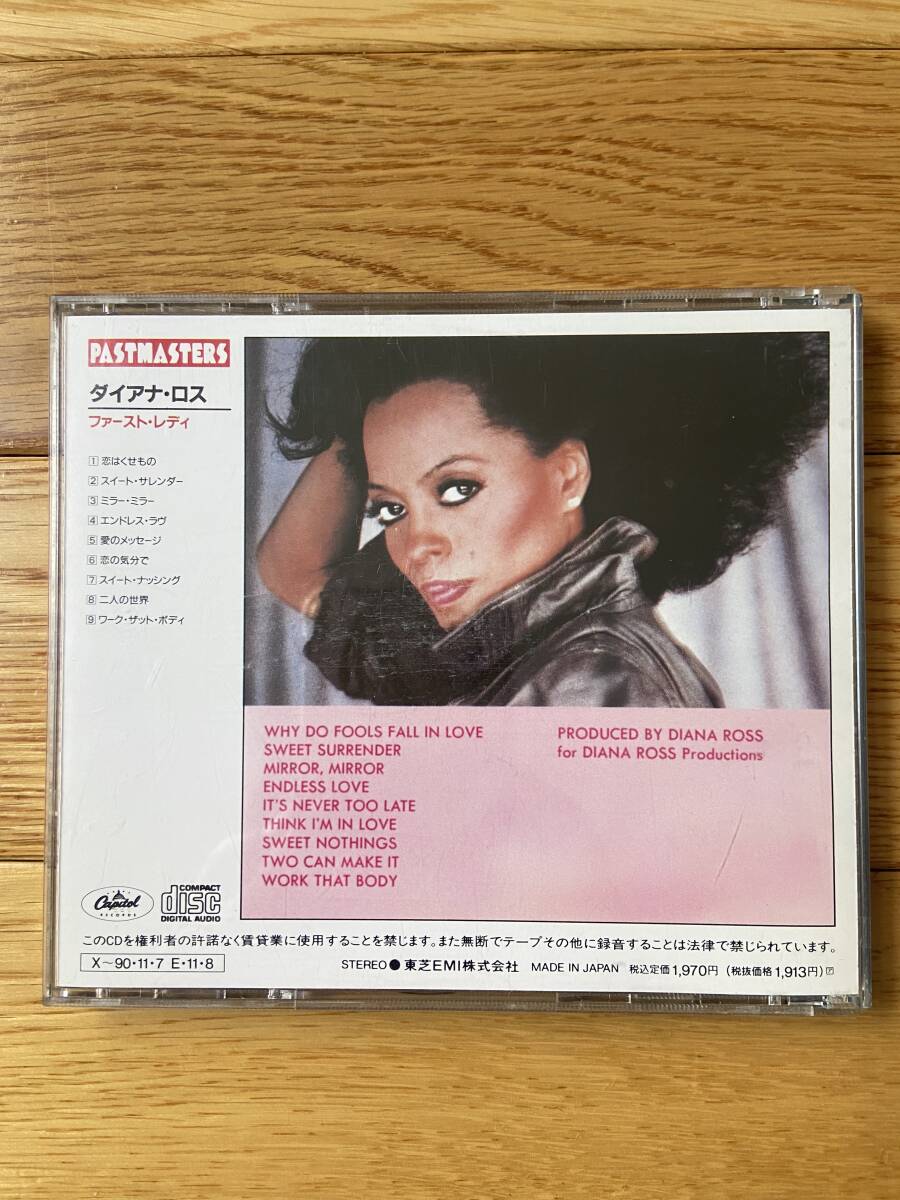 PASTMASTERS
ダイアナ・ロス
ファースト・レディ
1 恋はくせもの
2 スイート・サレンダー
3 ミラー・ミラー
4 エンドレス・ラヴ
5 愛のメッセージ
6 恋の気分で
7 スイート・ナッシング
8 二人の世界
9 ワーク・ザット・ボディ
WHY DO FOOLS FALL IN LOVE
SWEET SURRENDER
MIRROR, MIRROR
ENDLESS LOVE
IT'S NEVER TOO LATE
THINK I'M IN LOVE
SWEET NOTHINGS
TWO CAN MAKE IT
WORK THAT BODY
PRODUCED BY DIANA ROSS
for DIANA ROSS Productions
Capitol
RECORDS
COMPACT
disc
DIGITAL AUDIO
このCDを権利者の許諾なく賃貸業に使用することを禁じます。また無断でテープその他に録音することは法律で禁じられています。
X〜90・11・7 E・11・8
STEREO ● 東芝EMI株式会社 MADE IN JAPAN 税込定価1,970円 (税抜価格1,913円)